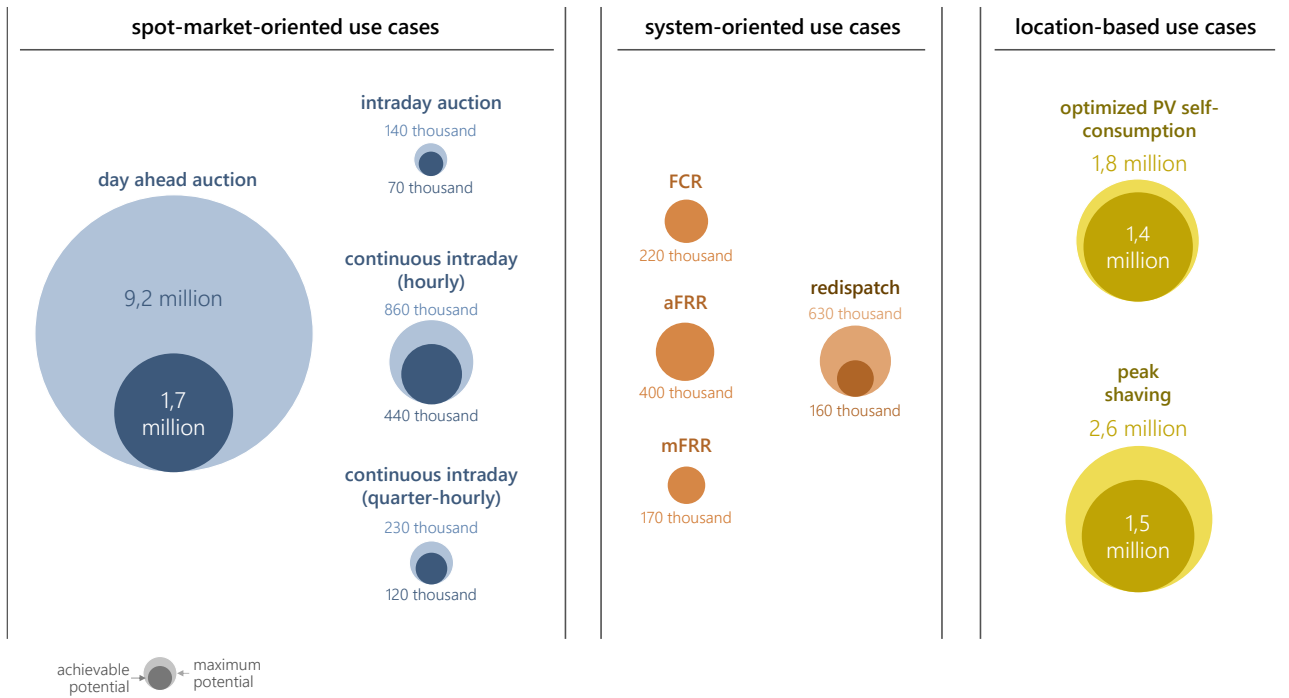 spot-market-oriented use cases
day ahead auction
9,2 million
1,7
million
intraday auction
140 thousand
70 thousand
continuous intraday
(hourly)
860 thousand
440 thousand
continuous intraday
(quarter-hourly)
230 thousand
120 thousand
system-oriented use cases
FCR
220 thousand
aFRR
400 thousand
mFRR
170 thousand
redispatch
630 thousand
160 thousand
location-based use cases
optimized PV self-
consumption
1,8 million
1,4
million
peak
shaving
2,6 million
1,5
million
achievable
potential
maximum
potential